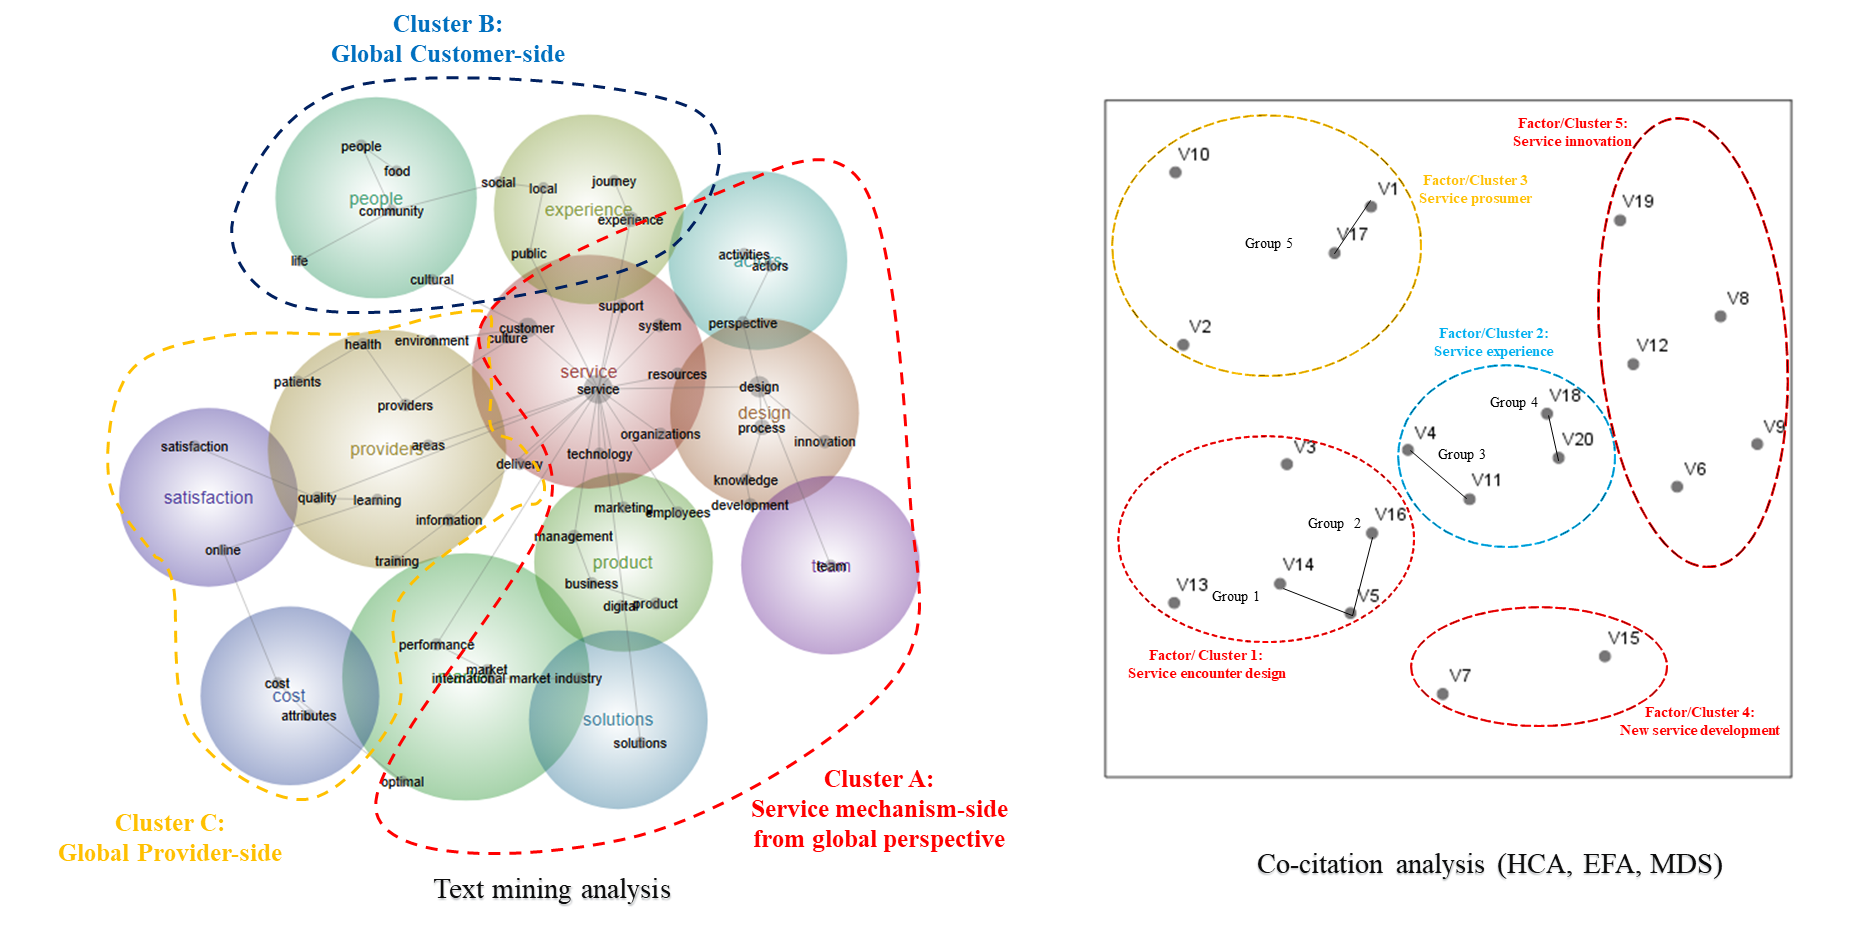 Cluster B:
Global Customer-side
people
food
people
community
life
cultural
social
local
journey
experience
experience
public
activities
actors
actors
perspective
support
system
customer
culture
service
service
resources
organizations
technology
delivery
health
environment
patients
providers
providers
areas
quality
learning
information
training
satisfaction
satisfaction
online
design
design
process
innovation
knowledge
development
marketing
employees
management
product
business
digital
product
team
team
performance
market
international market industry
cost
cost
attributes
optimal
solutions
solutions
Cluster C:
Global Provider-side
Cluster A:
Service mechanism-side
from global perspective
Text mining analysis
Factor/Cluster 5:
Service innovation
V10
V1
Factor/Cluster 3
Service prosumer
V19
V17
Group 5
V2
V8
Factor/Cluster 2:
Service experience
V12
V18
Group 4
V4
V20
V9
Group 3
V3
V6
V11
V16
Group 2
V14
V13
Group 1
V5
Factor/ Cluster 1:
Service encounter design
V15
V7
Factor/Cluster 4:
New service development
Co-citation analysis (HCA, EFA, MDS)